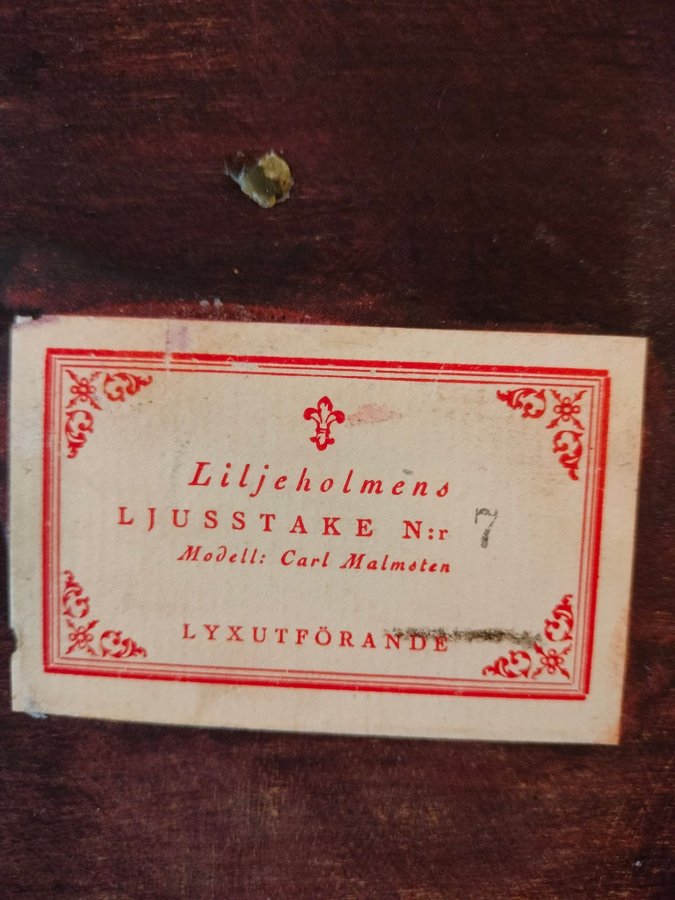 Liljeholmens
LJUSSTAKE N:r 7
Modell: Carl Malmsten
LYXUTFÖRANDE